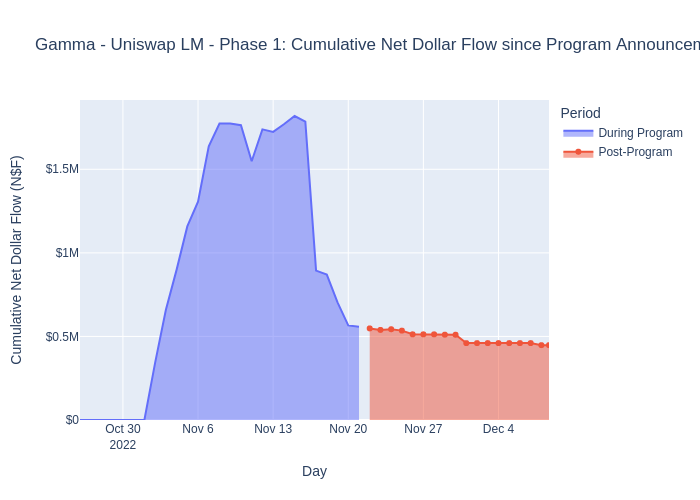 Gamma - Uniswap LM - Phase 1: Cumulative Net Dollar Flow since Program
Period
During Program
Post-Program
Cumulative Net Dollar Flow (N$F)
$1.5M
$1M
$0.5M
$0
Oct 30
2022
Nov 6
Nov 13
Nov 20
Nov 27
Dec 4
Day